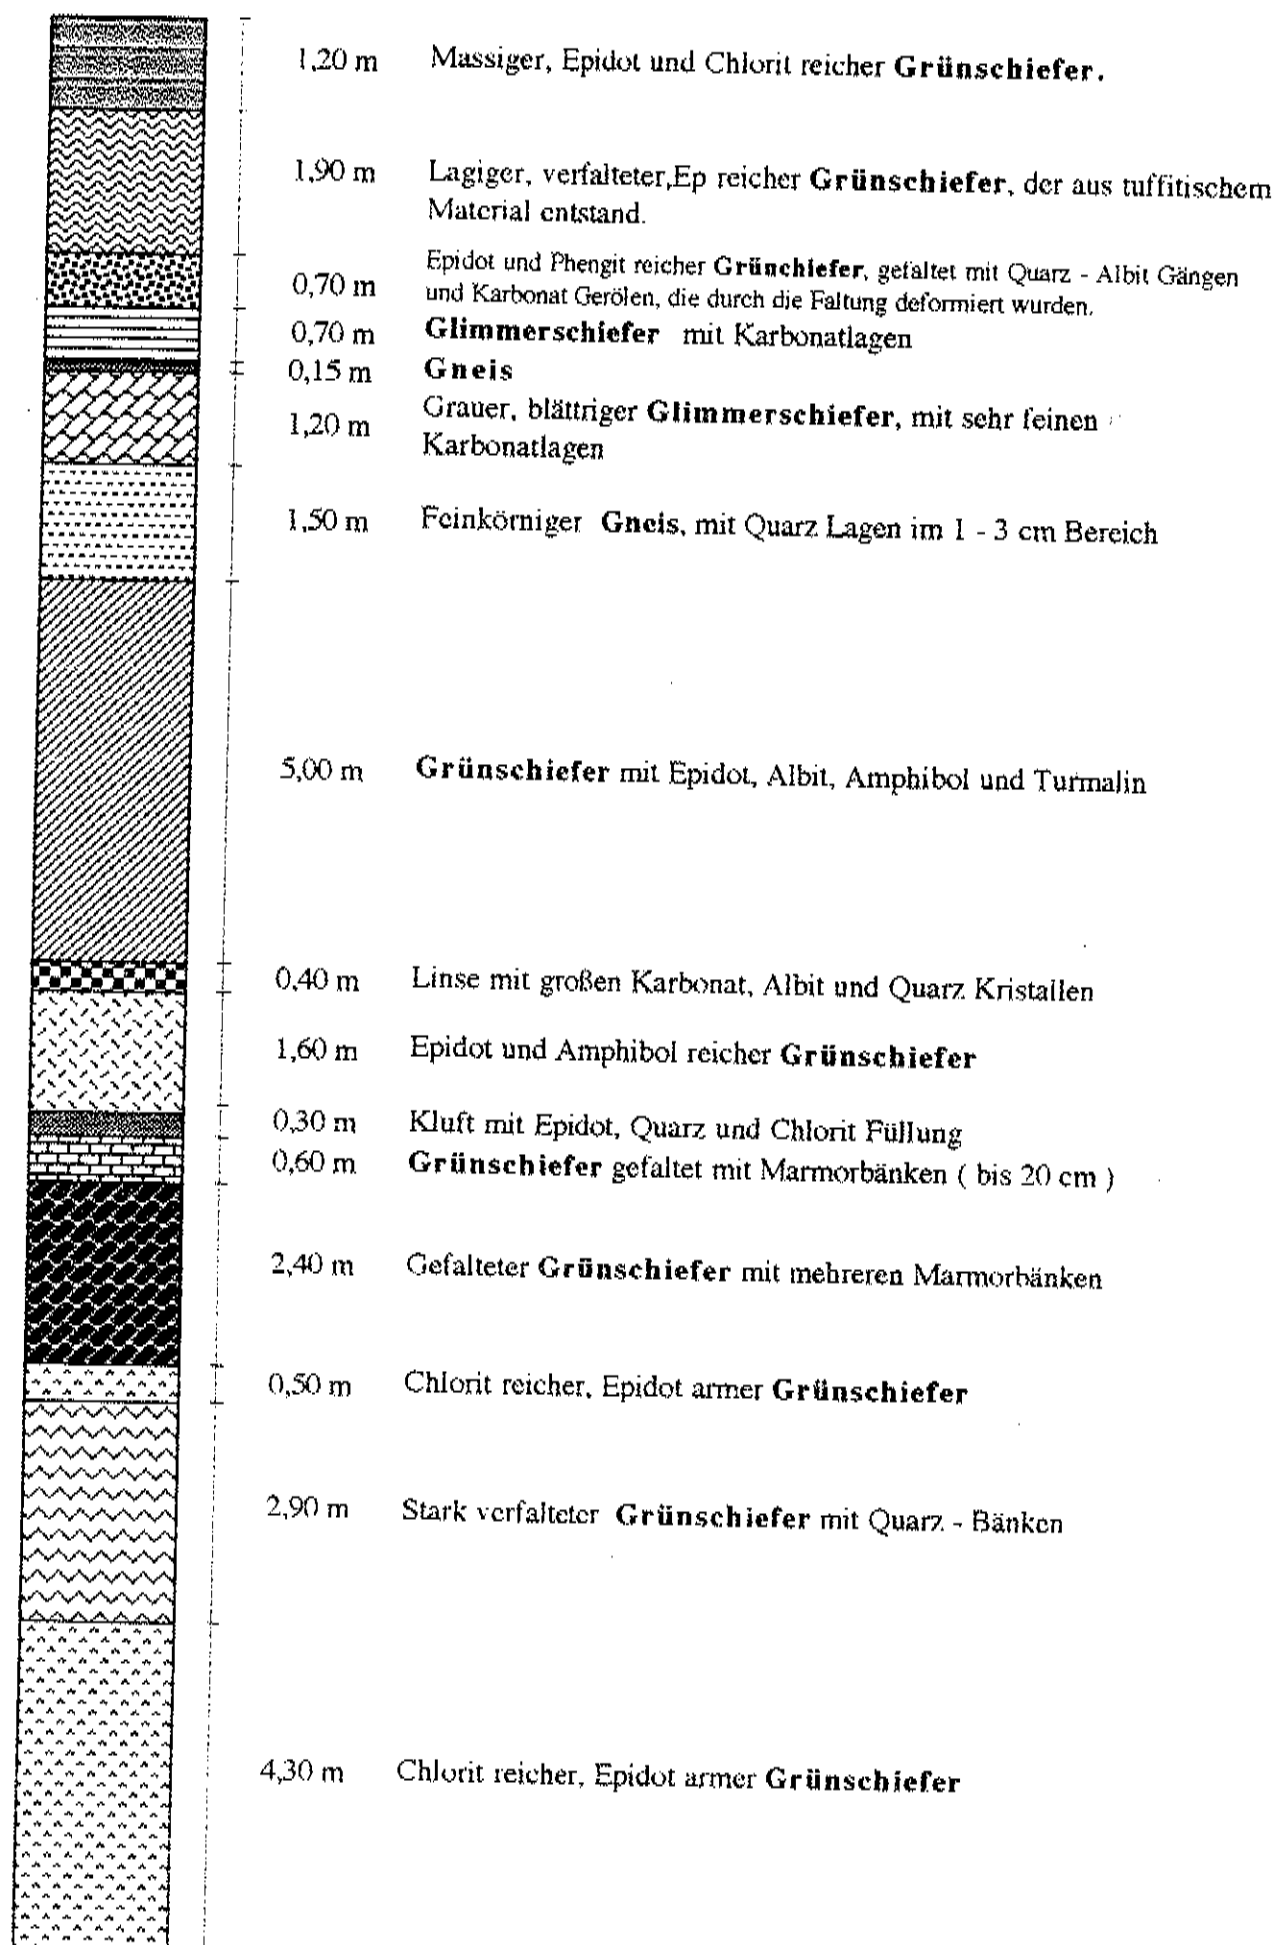 1,20 m Massiger, Epidot und Chlorit reicher Grünschiefer.
1,90 m Lagiger, verfalteter,Ep reicher Grünschiefer, der aus tuffitischem
Material entstand.
Epidot und Phengit reicher Grünchiefer, gefaltet mit Quarz - Albit Gängen
0,70 m und Karbonat Gerölen, die durch die Faltung deformiert wurden.
0,70 m Glimmerschiefer mit Karbonatlagen
0,15 m Gneis
1,20 m Grauer, blättriger Glimmerschiefer, mit sehr feinen
Karbonatlagen
1,50 m Feinkörniger Gneis, mit Quarz Lagen im 1 - 3 cm Bereich
5,00 m Grünschiefer mit Epidot, Albit, Amphibol und Turmalin
0,40 m Linse mit großen Karbonat, Albit und Quarz Kristallen
1,60 m Epidot und Amphibol reicher Grünschiefer
0,30 m Kluft mit Epidot, Quarz und Chlorit Füllung
0,60 m Grünschiefer gefaltet mit Marmorbänken ( bis 20 cm )
2,40 m Gefalteter Grünschiefer mit mehreren Marmorbänken
0,50 m Chlorit reicher, Epidot armer Grünschiefer
2,90 m Stark verfalteter Grünschiefer mit Quarz - Bänken
4,30 m Chlorit reicher, Epidot armer Grünschiefer